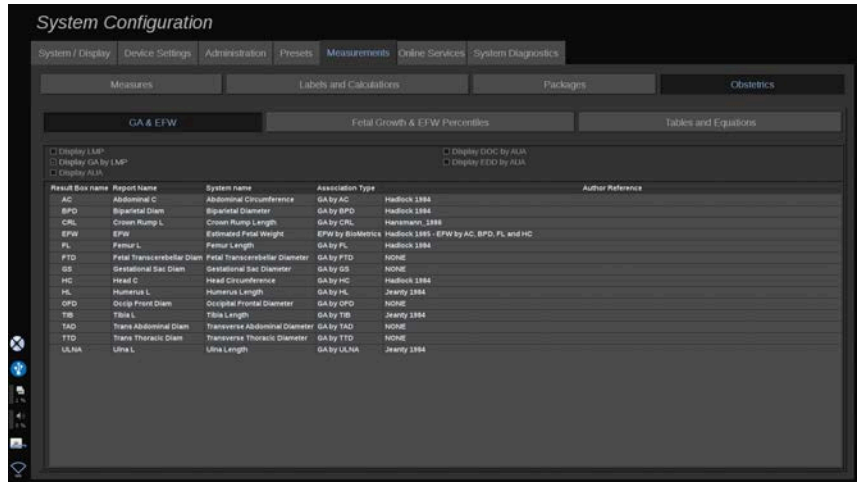 System Configuration
System / Display Device Settings Administration Presets Measurements Online Services System Diagnostics
Measures Labels and Calculations Packages Obstetrics
GA & EFW Fetal Growth & EFW Percentiles Tables and Equations
Display LMP Display DOC by AUA
Display GA by LMP Display EDD by AUA
Display AUA
Result Box name Report Name System name Association Type Author Reference
AC Abdominal C Abdominal Circumference GA by AC Hadlock 1984
BPD Biparietal Diam Biparietal Diameter GA by BPD Hadlock 1984
CRL Crown Rump L Crown Rump Length GA by CRL Hansmann_1986
EFW EFW Estimated Fetal Weight EFW by BioMetrics Hadlock 1985 - EFW by AC, BPD, FL and HC
FL Femur L Femur Length GA by FL Hadlock 1984
FTD Fetal Transcerebellar Diam Fetal Transcerebellar Diameter GA by FTD NONE
GS Gestational Sac Diam Gestational Sac Diameter GA by GS NONE
HC Head C Head Circumference GA by HC Hadlock 1984
HL Humerus L Humerus Length GA by HL Jeanty 1984
OFD Occip Front Diam Occipital Frontal Diameter GA by OFD NONE
TIB Tibia L Tibia Length GA by TIB Jeanty 1984
TAD Trans Abdominal Diam Transverse Abdominal Diameter GA by TAD NONE
TTD Trans Thoracic Diam Transverse Thoracic Diameter GA by TTD NONE
ULNA Ulna L Ulna Length GA by ULNA Jeanty 1984